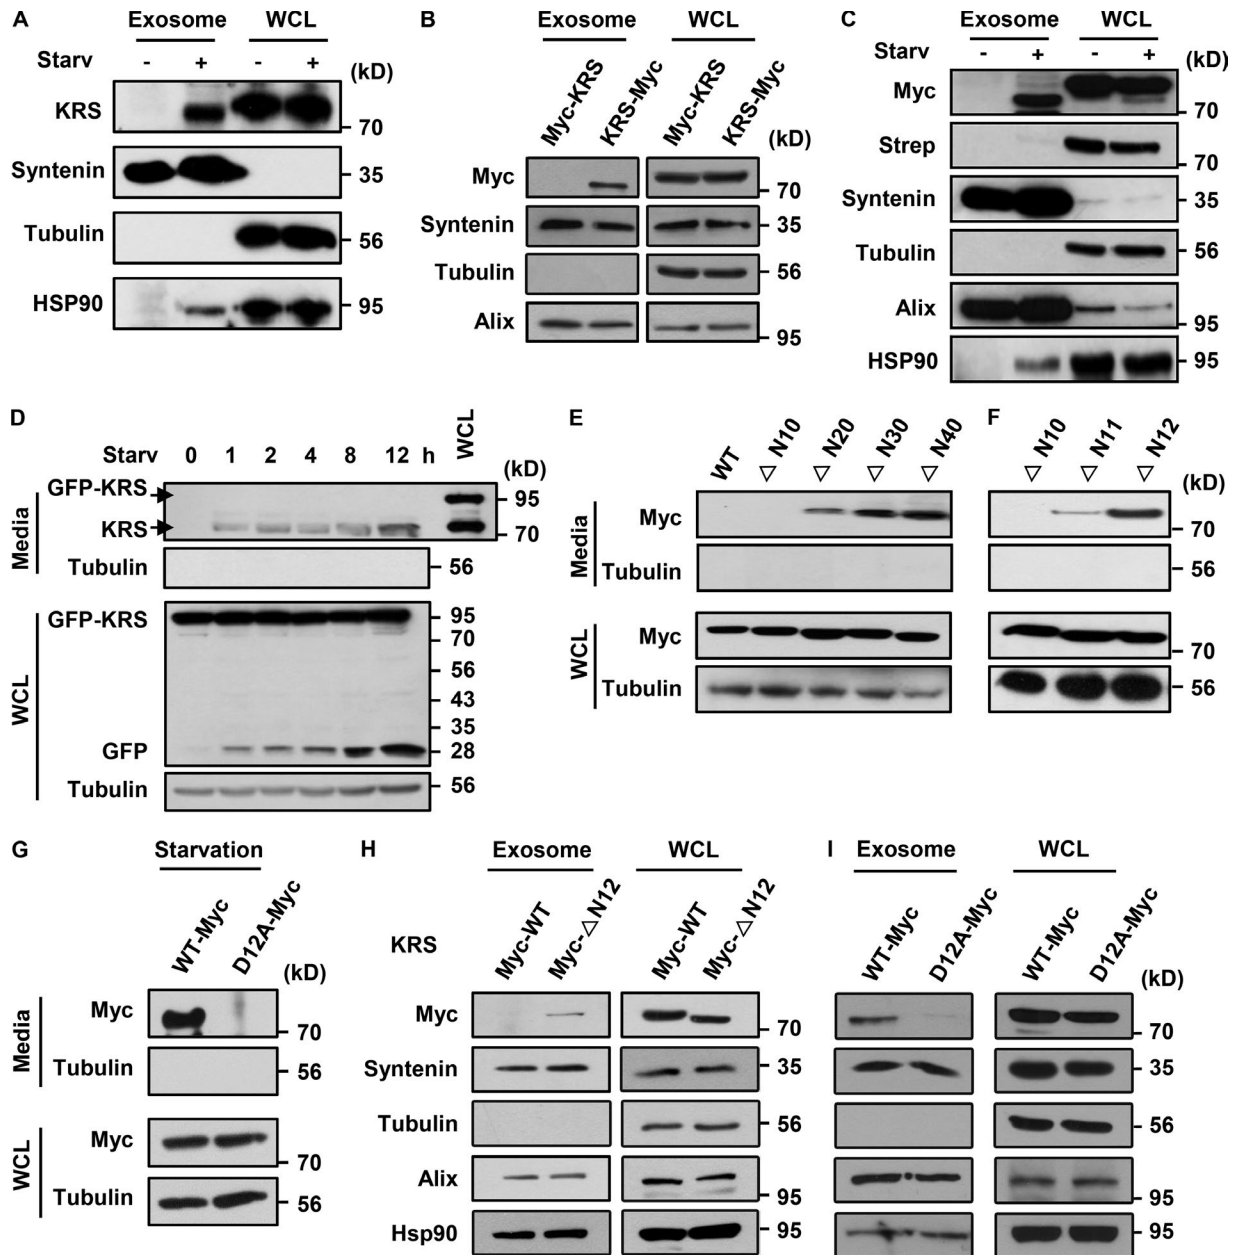 A
Exosome WCL
Starv - + - + (kD)
KRS
70
Syntenin 35
Tubulin 56
HSP90 95
B
Exosome WCL
Myc-KRS KRS-Myc Myc-KRS KRS-Myc (kD)
Myc 70
Syntenin 35
Tubulin 56
Alix
95
C
Exosome WCL
Starv - + - + (kD)
Myc
70
Strep
70
Syntenin 35
Tubulin 56
Alix
95
HSP90 95
D
Starv 0 1 2 4 8 12 h WCL (kD)
Media
GFP-KRS 95
KRS 70
Tubulin 56
WCL
GFP-KRS 95
70
56
43
35
GFP 28
Tubulin 56
E
WT ▽N10 ▽N20 ▽N30 ▽N40
Media
Myc
Tubulin
WCL
Myc
Tubulin
F
▽N10 ▽N11 ▽N12 (kD)
70
56
70
56
G
Starvation
WT-Myc D12A-Myc (kD)
Media
Myc 70
Tubulin 56
WCL
Myc
70
Tubulin 56
H
Exosome WCL
KRS Myc-WT Myc-△N12 Myc-WT Myc-△N12
Myc 70
Syntenin 35
Tubulin 56
Alix
95
Hsp90 95
I
Exosome WCL
WT-Myc D12A-Myc WT-Myc D12A-Myc (kD)
70
35
56
95
95